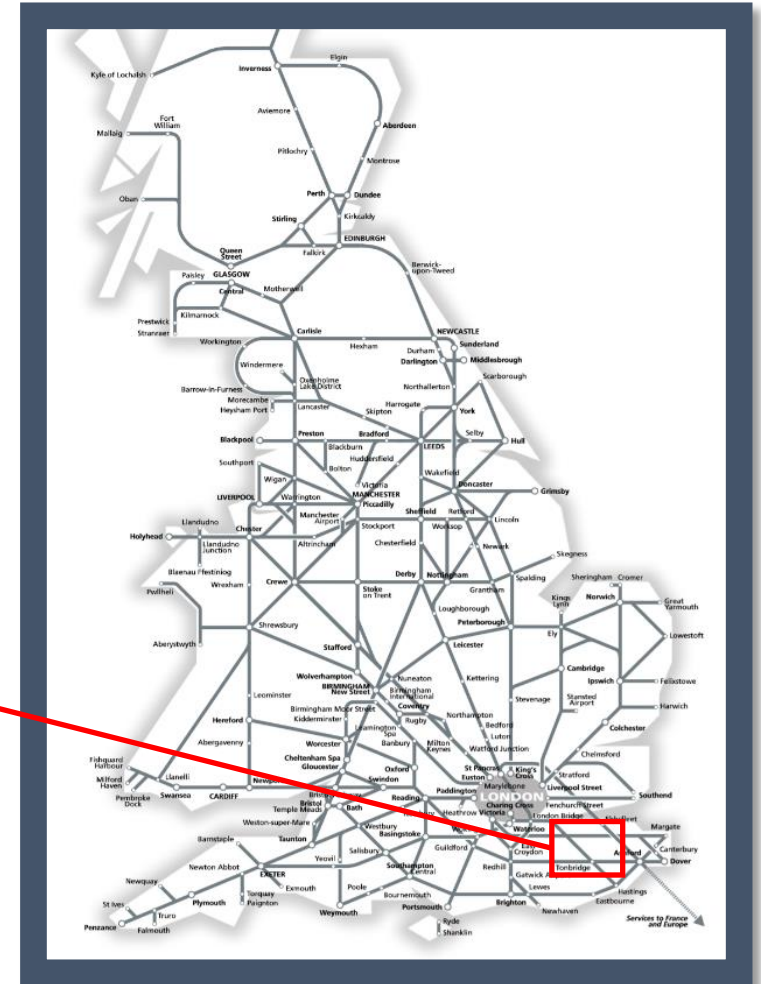 Elgin
Inverness
Kyle of Lochalsh
Aviemore
Fort
William
Mallaig
Aberdeen
Pitlochry
Montrose
Perth
Dundee
Oban
Stirling
Kirkcaldy
EDINBURGH
Queen
Street
Falkirk
Berwick-
upon-Tweed
Paisley
GLASGOW
Central
Motherwell
Prestwick
Kilmarnock
Stranraer
Carlisle
NEWCASTLE
Workington
Hexham
Sunderland
Durham
Darlington
Middlesbrough
Windermere
Scarborough
Oxenholme
Lake District
Northallerton
Barrow-in-Furness
Morecambe
Heysham Port
Lancaster
Harrogate
York
Skipton
Blackpool
Preston
Bradford
Selby
Blackburn
LEEDS
Hull
Southport
Huddersfield
Bolton
Wakefield
Wigan
Victoria
Doncaster
MANCHESTER
Piccadilly
LIVERPOOL
Warrington
Grimsby
Manchester
Airport
Sheffield
Retford
Llandudno
Stockport
Worksop
Lincoln
Holyhead
Chester
Llandudno
Junction
Altrincham
Chesterfield
Newark
Skegness
Blaenau Ffestiniog
Pwllheli
Wrexham
Crewe
Stoke
on Trent
Derby
Nottingham
Grantham
Spalding
Sheringham
Cromer
Kings
Lynn
Norwich
Great
Yarmouth
Loughborough
Peterborough
Aberystwyth
Shrewsbury
Ely
Lowestoft
Stafford
Leicester
Wolverhampton
BIRMINGHAM
New Street
Nuneaton
Kettering
Cambridge
Birmingham
International
Ipswich
Felixstowe
Leominster
Birmingham Moor Street
Coventry
Stevenage
Stansted
Airport
Harwich
Kidderminster
Rugby
Northampton
Hereford
Leamington
Spa
Bedford
Colchester
Abergavenny
Worcester
Banbury
Milton
Keynes
Luton
Watford Junction
Chelmsford
Cheltenham Spa
Gloucester
Oxford
St Pancras
Euston
King's
Cross
Stratford
Fishguard
Harbour
Llanelli
Swindon
Marylebone
Liverpool Street
Milford
Haven
Paddington
LONDON
Southend
Pembroke
Dock
Swansea
CARDIFF
Reading
Charing Cross
Fenchurch Street
Bristol
Temple Meads
Bath
Heathrow
Victoria
London Bridge
Weston-super-Mare
Westbury
Basingstoke
Waterloo
Margate
Barnstaple
Taunton
Salisbury
Guildford
Croydon
Canterbury
Newton Abbot
Yeovil
Southampton
Central
Redhill
Tonbridge
Dover
Newquay
EXETER
Gatwick
Exmouth
Poole
Lewes
Hastings
St Ives
Plymouth
Torquay
Paignton
Bournemouth
Eastbourne
Truro
Weymouth
Portsmouth
Brighton
Newhaven
Penzance
Falmouth
Ryde
Shanklin
Services to France
and Europe